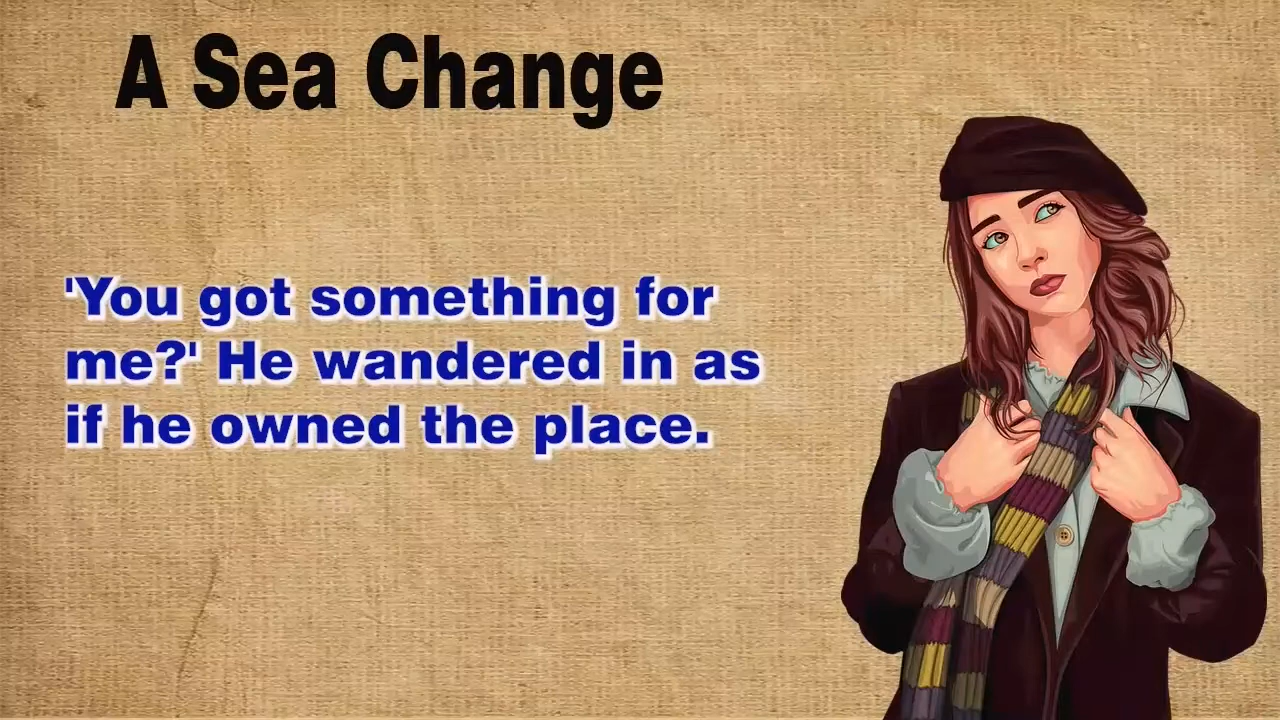 A Sea Change
'You got something for
me?' He wandered in as
if he owned the place.